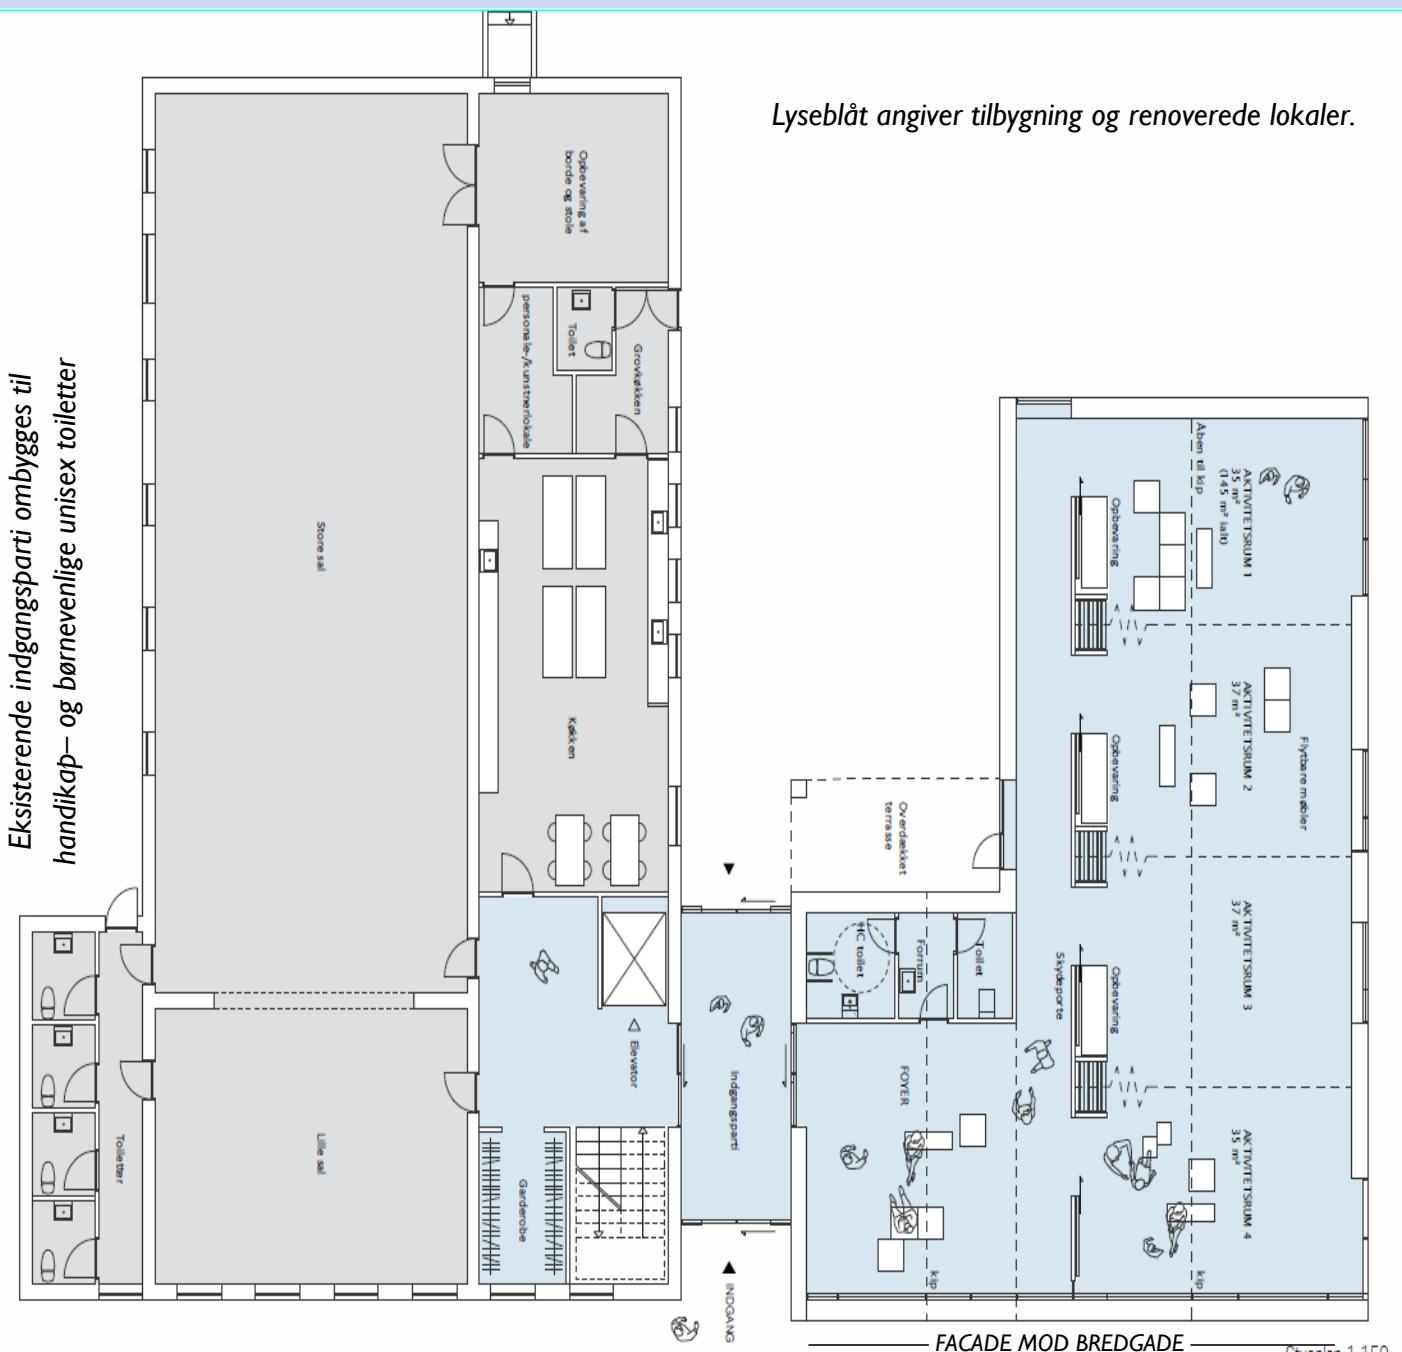 Lyseblåt angiver tilbygning og renoverede lokaler.
Eksisterende indgangsparti ombygges til
handikap– og børnevenlige unisex toiletter
Opbevaring af
borde og stole
personale-/kunstnerlokale
Toilet
Grovkøkken
Store sal
Køkken
Elevator
Indgangsparti
Garderobe
Lille sal
Toiletter
INDGANG
Overdækket
terrasse
HC toilet
Forrum
Toilet
FOYER
kip
Skydeporte
Åben til kip
AKTIVITETSRUM 1
35 m²
(145 m² ialt)
Opbevaring
AKTIVITETSRUM 2
37 m²
Flytbare møbler
Opbevaring
AKTIVITETSRUM 3
37 m²
Opbevaring
AKTIVITETSRUM 4
35 m²
kip
FACADE MOD BREDGADE